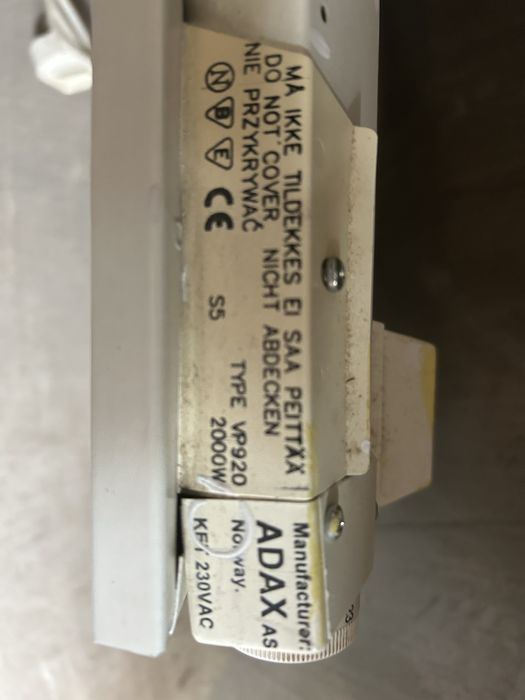 MÅ IKKE TILDEKKES EI SAA PEITTÄÄ !
DO NOT COVER NICHT ABDECKEN
NIE PRZYKRYWAĆ
N B E CE S5
TYPE VP920
2000W
Manufacturer:
ADAX AS
Norway.
230VAC
3